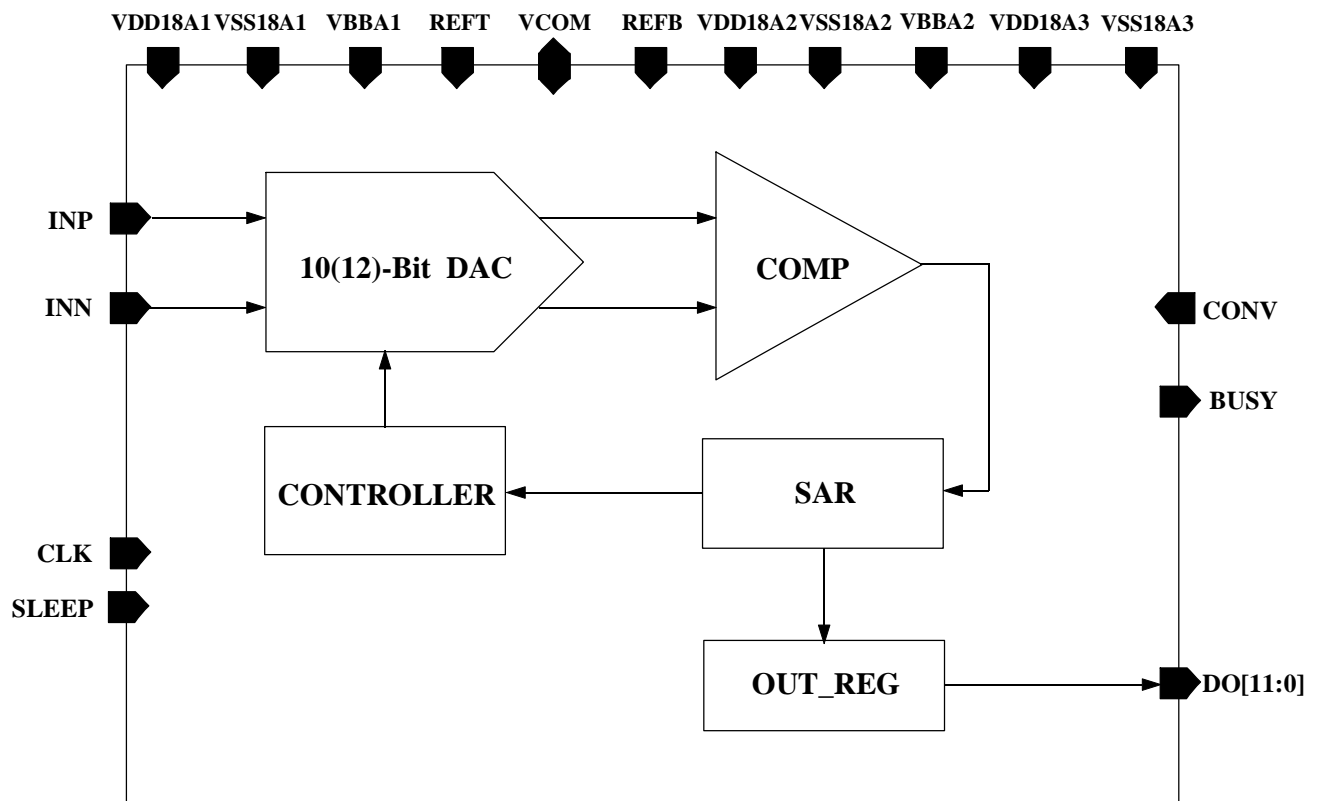 VDD18A1 VSS18A1 VBBA1 REFT VCOM REFB VDD18A2 VSS18A2 VBBA2 VDD18A3 VSS18A3
INP
10(12)-Bit DAC
COMP
INN
CONV
BUSY
CONTROLLER
SAR
CLK
SLEEP
OUT_REG
DO[11:0]